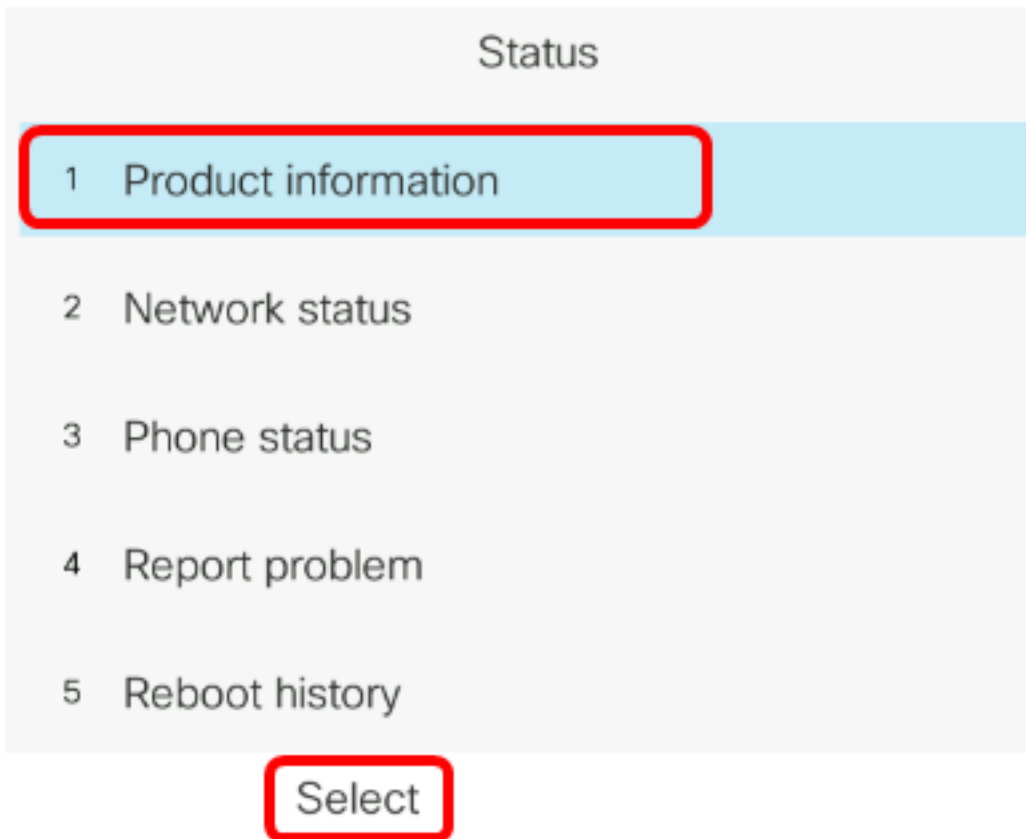 Status
1 Product information
2 Network status
3 Phone status
4 Report problem
5 Reboot history
Select